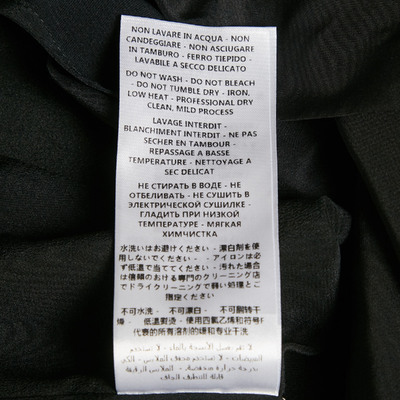 NON LAVARE IN ACQUA - NON
CANDEGGIARE - NON ASCIUGARE
IN TAMBURO - FERRO TIEPIDO -
LAVABILE A SECCO DELICATO
DO NOT WASH - DO NOT BLEACH
- DO NOT TUMBLE DRY - IRON,
LOW HEAT - PROFESSIONAL DRY
CLEAN, MILD PROCESS
LAVAGE INTERDIT -
BLANCHIMENT INTERDIT - NE PAS
SECHER EN TAMBOUR -
REPASSAGE A BASSE
TEMPERATURE - NETTOYAGE A
SEC DELICAT
НЕ СТИРАТЬ В ВОДЕ - НЕ
ОТБЕЛИВАТЬ - НЕ СУШИТЬ В
ЭЛЕКТРИЧЕСКОЙ СУШИЛКЕ -
ГЛАДИТЬ ПРИ НИЗКОЙ
ТЕМПЕРАТУРЕ - МЯГКАЯ
ХИМЧИСТКА
水洗いはお避けください - 漂白剤を使
用しないでください - アイロンは必
ず低温で当ててください - 汚れた場合
は信頼のおける専門のクリーニング店
でドライクリーニングで弱い処理とご
指定ください
不可水洗 - 不可漂白 - 不可翻转干
燥 - 低温熨烫 - 使用四氯乙烯和符号F
代表的所有溶剂的缓和专业干洗